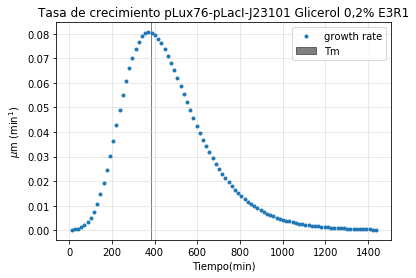 Tasa de crecimiento pLux76-pLacI-J23101 Glicerol 0,2% E3R1
growth rate
Tm
0.08
0.07
0.06
0.05
0.04
0.03
0.02
0.01
0.00
μm (min¹)
0 200 400 600 800 1000 1200 1400
Tiempo(min)